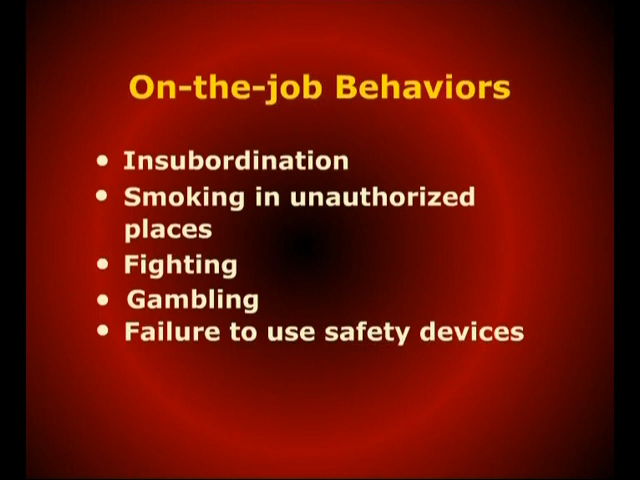 On-the-job Behaviors
• Insubordination
• Smoking in unauthorized
places
• Fighting
• Gambling
• Failure to use safety devices